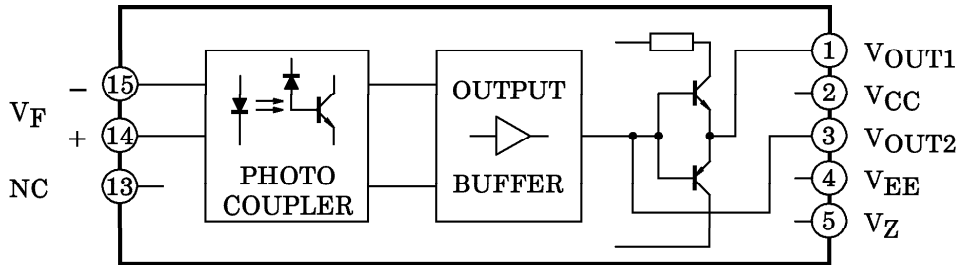 V_F
− 15
+ 14
NC 13
PHOTO
COUPLER
OUTPUT
BUFFER
1 V_OUT1
2 V_CC
3 V_OUT2
4 V_EE
5 V_Z